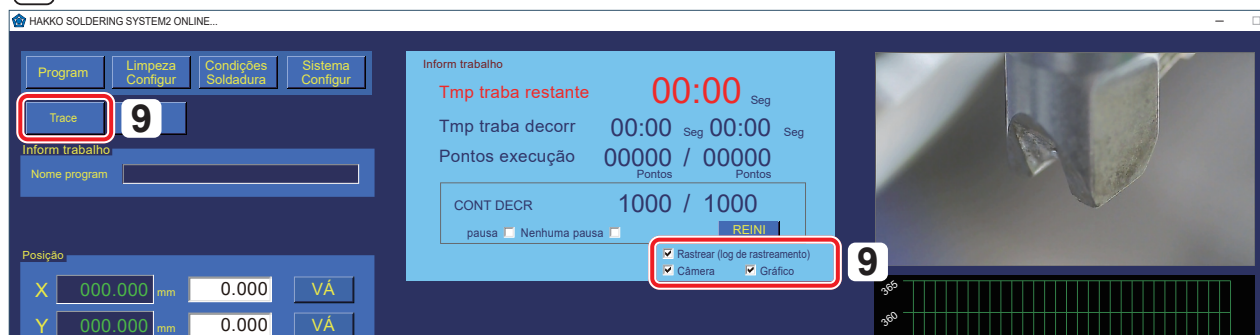 HAKKO SOLDERING SYSTEM2 ONLINE...
Program
Limpeza
Configur
Condições
Soldadura
Sistema
Configur
Trace
9
Inform trabalho
Nome program
Posição
X 000.000 mm 0.000 VÁ
Y 000.000 mm 0.000 VÁ
Inform trabalho
Tmp traba restante 00:00 Seg
Tmp traba decorr 00:00 Seg 00:00 Seg
Pontos execução 00000 / 00000
Pontos Pontos
CONT DECR 1000 / 1000
pausa Nenhuma pausa REINI
Rastrear (log de rastreamento)
Câmera Gráfico
9
365
360